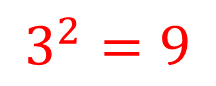 3² = 9